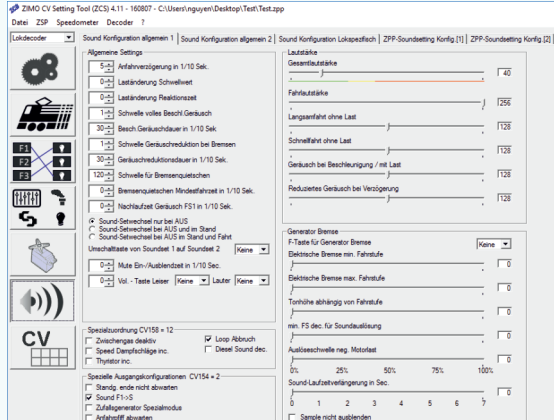 ZIMO CV Setting Tool (ZCS) 4.11 - 160807 - C:\Users\nguyen\Desktop\Test\Test.zpp
Datei ZSP Speedometer Decoder ?
Lokdecoder
Sound Konfiguration allgemein 1 Sound Konfiguration allgemein 2 Sound Konfiguration Lokspezifisch ZPP-Soundsetting Konfig.[1] ZPP-Soundsetting Konfig.[2]
F1
F2
F3
CV
Allgemeine Settings
5 Anfahrverzögerung in 1/10 Sek.
0 Laständerung Schwellwert
0 Laständerung Reaktionszeit
1 Schwelle volles Beschl.Geräusch
30 Besch.Geräuschdauer in 1/10 Sek
1 Schwelle Geräuschreduktion bei Bremsen
30 Geräuschreduktionsdauer in 1/10 Sek.
120 Schwelle für Bremsenquietschen
0 Bremsenquietschen Mindestfahrzeit in 1/10 Sek.
0 Nachlaufzeit Geräusch FS1 in 1/10 Sek.
Sound-Setwechsel nur bei AUS
Sound-Setwechsel bei AUS und im Stand
Sound-Setwechsel bei AUS im Stand und Fahrt
Umschalttaste von Soundset 1 auf Soundset 2 Keine
0 Mute Ein-/Ausblendzeit in 1/10 Sec.
0 Vol. - Taste Leiser Keine Lauter Keine
Spezialzuordnung CV158 = 12
Zwischengas deaktiv Loop Abbruch
Speed Dampfschläge inc. Diesel Sound dec.
Thyristor inc.
Spezielle Ausgangskonfigurationen CV154 = 2
Standg. ende nicht abwarten
Sound F1->S
Zufallsgenerator Spezialmodus
Anfahrpfiff abwarten
Lautstärke
Gesamtlautstärke
40
Fahrlautstärke
256
Langsamfahrt ohne Last
128
Schnellfahrt ohne Last
128
Geräusch bei Beschleunigung / mit Last
128
Reduziertes Geräusch bei Verzögerung
128
Generator Bremse
F-Taste für Generator Bremse Keine
Elektrische Bremse min. Fahrstufe
0
Elektrische Bremse max. Fahrstufe
0
Tonhöhe abhängig von Fahrstufe
0
min. FS dec. für Soundauslösung
0
Auslöseschwelle neg. Motorlast
0
0% 25% 50% 75% 100%
Sound-Laufzeitverlängerung in Sec.
0
0 1 2 3 4 5 6 7
Sample nicht ausblenden